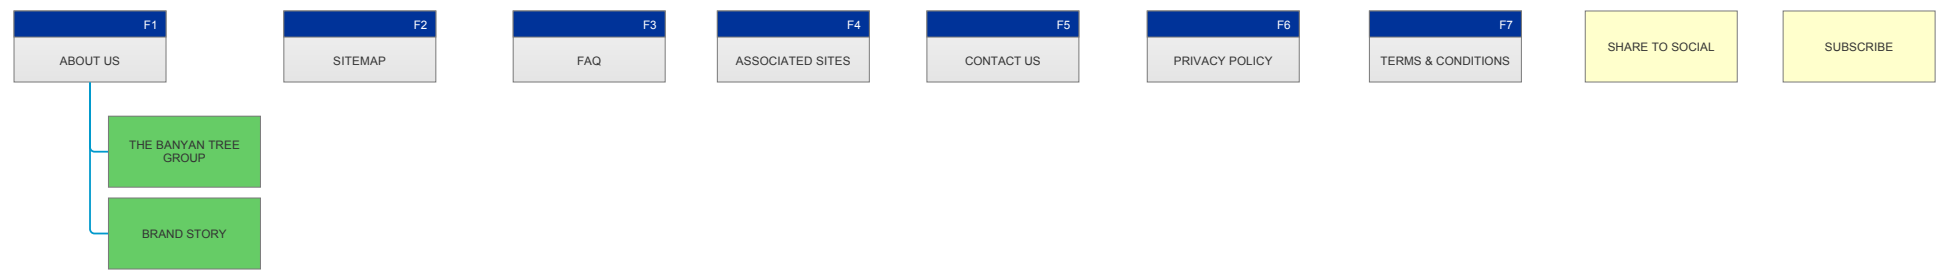 F1
ABOUT US
F2
SITEMAP
F3
FAQ
F4
ASSOCIATED SITES
F5
CONTACT US
F6
PRIVACY POLICY
F7
TERMS & CONDITIONS
SHARE TO SOCIAL
SUBSCRIBE
THE BANYAN TREE
GROUP
BRAND STORY